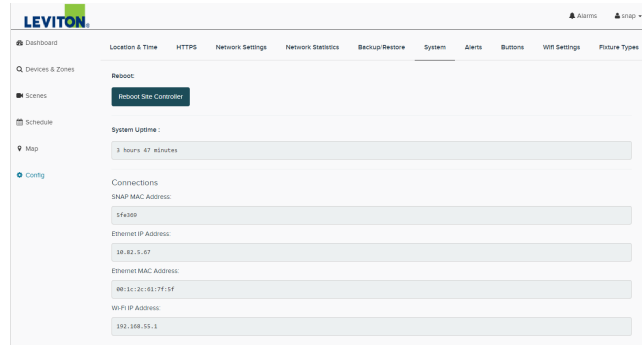 LEVITON®
Alarms
snap
Dashboard
Devices & Zones
Scenes
Schedule
Map
Config
Location & Time HTTPS Network Settings Network Statistics Backup/Restore System Alerts Buttons Wifi Settings Fixture Types
Reboot:
Reboot Site Controller
System Uptime :
3 hours 47 minutes
Connections
SNAP MAC Address:
5fe369
Ethernet IP Address:
10.82.5.67
Ethernet MAC Address:
00:1c:2c:61:7f:5f
Wi-Fi IP Address:
192.168.55.1